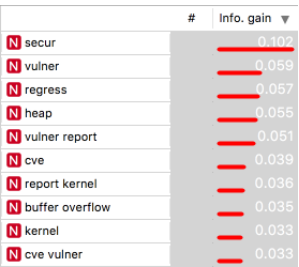 # Info. gain ▼
N secur 0.102
N vulner 0.059
N regress 0.057
N heap 0.055
N vulner report 0.051
N cve 0.039
N report kernel 0.036
N buffer overflow 0.035
N kernel 0.033
N cve vulner 0.033